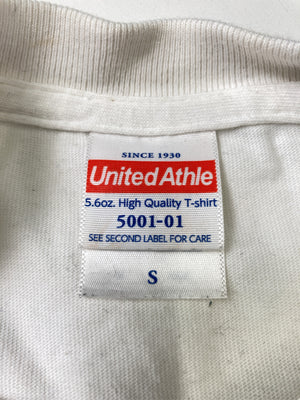 SINCE 1930
United Athle
5.6oz. High Quality T-shirt
5001-01
SEE SECOND LABEL FOR CARE
S